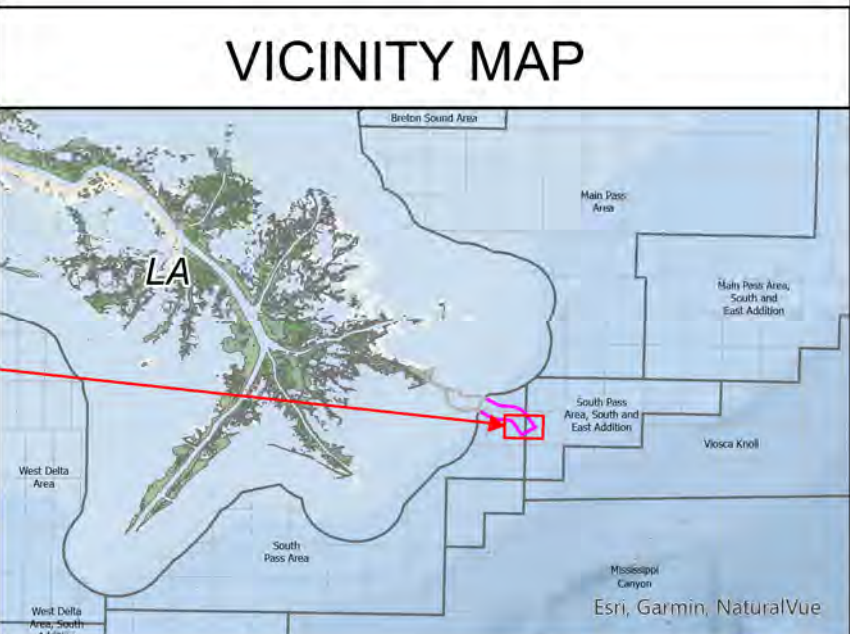 VICINITY MAP
Breton Sound Area
Main Pass
Area
LA
Main Pass Area,
South and
East Addition
South Pass
Area, South and
East Addition
Viosca Knoll
West Delta
Area
South
Pass Area
Mississippi
Canyon
Esri, Garmin, NaturalVue
West Delta
Area, South